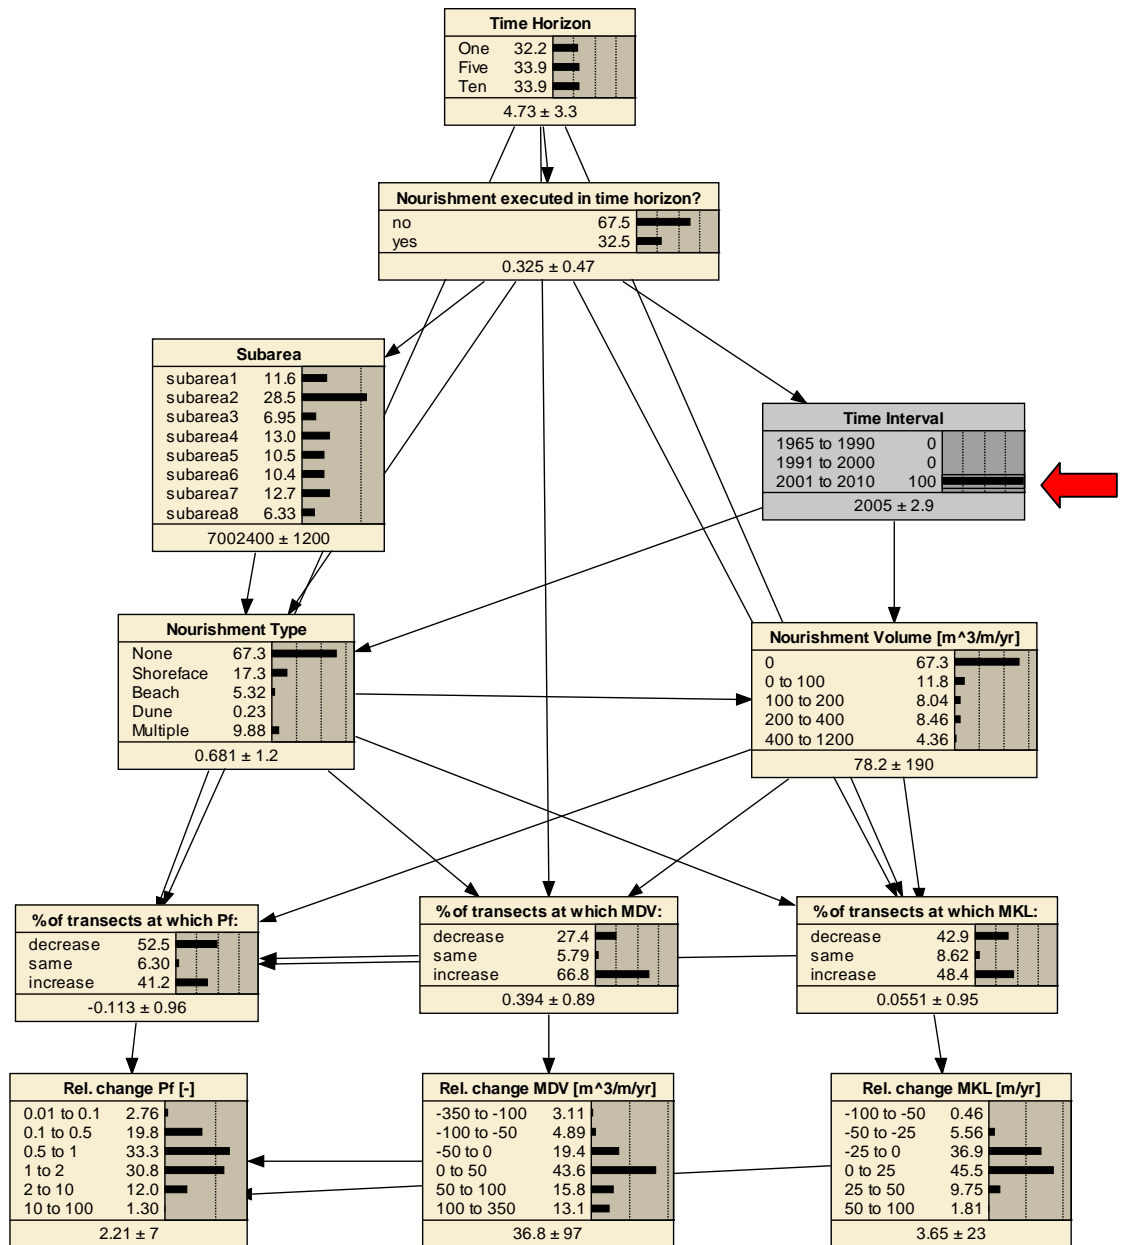 Time Horizon
One 32.2
Five 33.9
Ten 33.9
4.73 ± 3.3
Nourishment executed in time horizon?
no 67.5
yes 32.5
0.325 ± 0.47
Subarea
subarea1 11.6
subarea2 28.5
subarea3 6.95
subarea4 13.0
subarea5 10.5
subarea6 10.4
subarea7 12.7
subarea8 6.33
7002400 ± 1200
Time Interval
1965 to 1990 0
1991 to 2000 0
2001 to 2010 100
2005 ± 2.9
Nourishment Type
None 67.3
Shoreface 17.3
Beach 5.32
Dune 0.23
Multiple 9.88
0.681 ± 1.2
Nourishment Volume [m^3/m/yr]
0 67.3
0 to 100 11.8
100 to 200 8.04
200 to 400 8.46
400 to 1200 4.36
78.2 ± 190
%of transects at which Pf:
decrease 52.5
same 6.30
increase 41.2
-0.113 ± 0.96
%of transects at which MDV:
decrease 27.4
same 5.79
increase 66.8
0.394 ± 0.89
%of transects at which MKL:
decrease 42.9
same 8.62
increase 48.4
0.0551 ± 0.95
Rel. change Pf [-]
0.01 to 0.1 2.76
0.1 to 0.5 19.8
0.5 to 1 33.3
1 to 2 30.8
2 to 10 12.0
10 to 100 1.30
2.21 ± 7
Rel. change MDV [m^3/m/yr]
-350 to -100 3.11
-100 to -50 4.89
-50 to 0 19.4
0 to 50 43.6
50 to 100 15.8
100 to 350 13.1
36.8 ± 97
Rel. change MKL [m/yr]
-100 to -50 0.46
-50 to -25 5.56
-25 to 0 36.9
0 to 25 45.5
25 to 50 9.75
50 to 100 1.81
3.65 ± 23